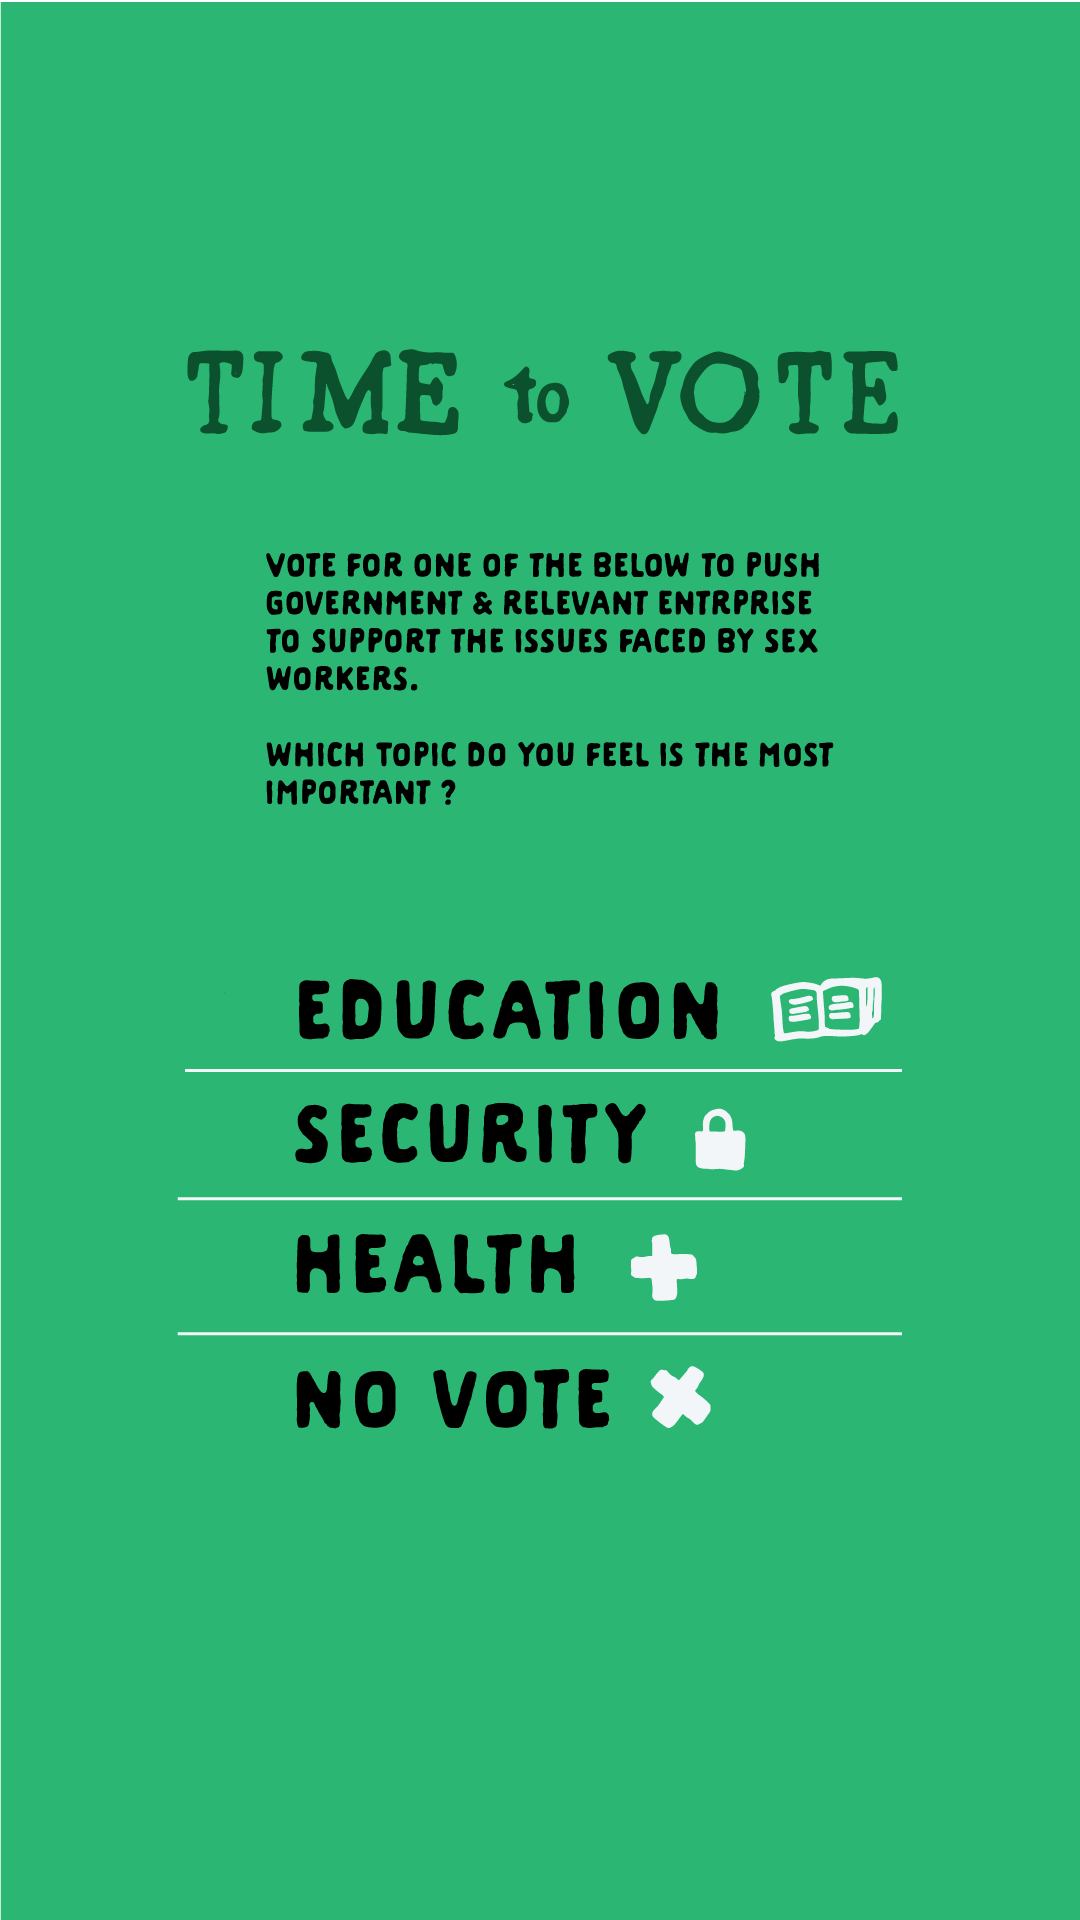 TIME to VOTE
VOTE FOR ONE OF THE BELOW TO PUSH
GOVERNMENT & RELEVANT ENTRPRISE
TO SUPPORT THE ISSUES FACED BY SEX
WORKERS.
WHICH TOPIC DO YOU FEEL IS THE MOST
IMPORTANT ?
EDUCATION
SECURITY
HEALTH
NO VOTE